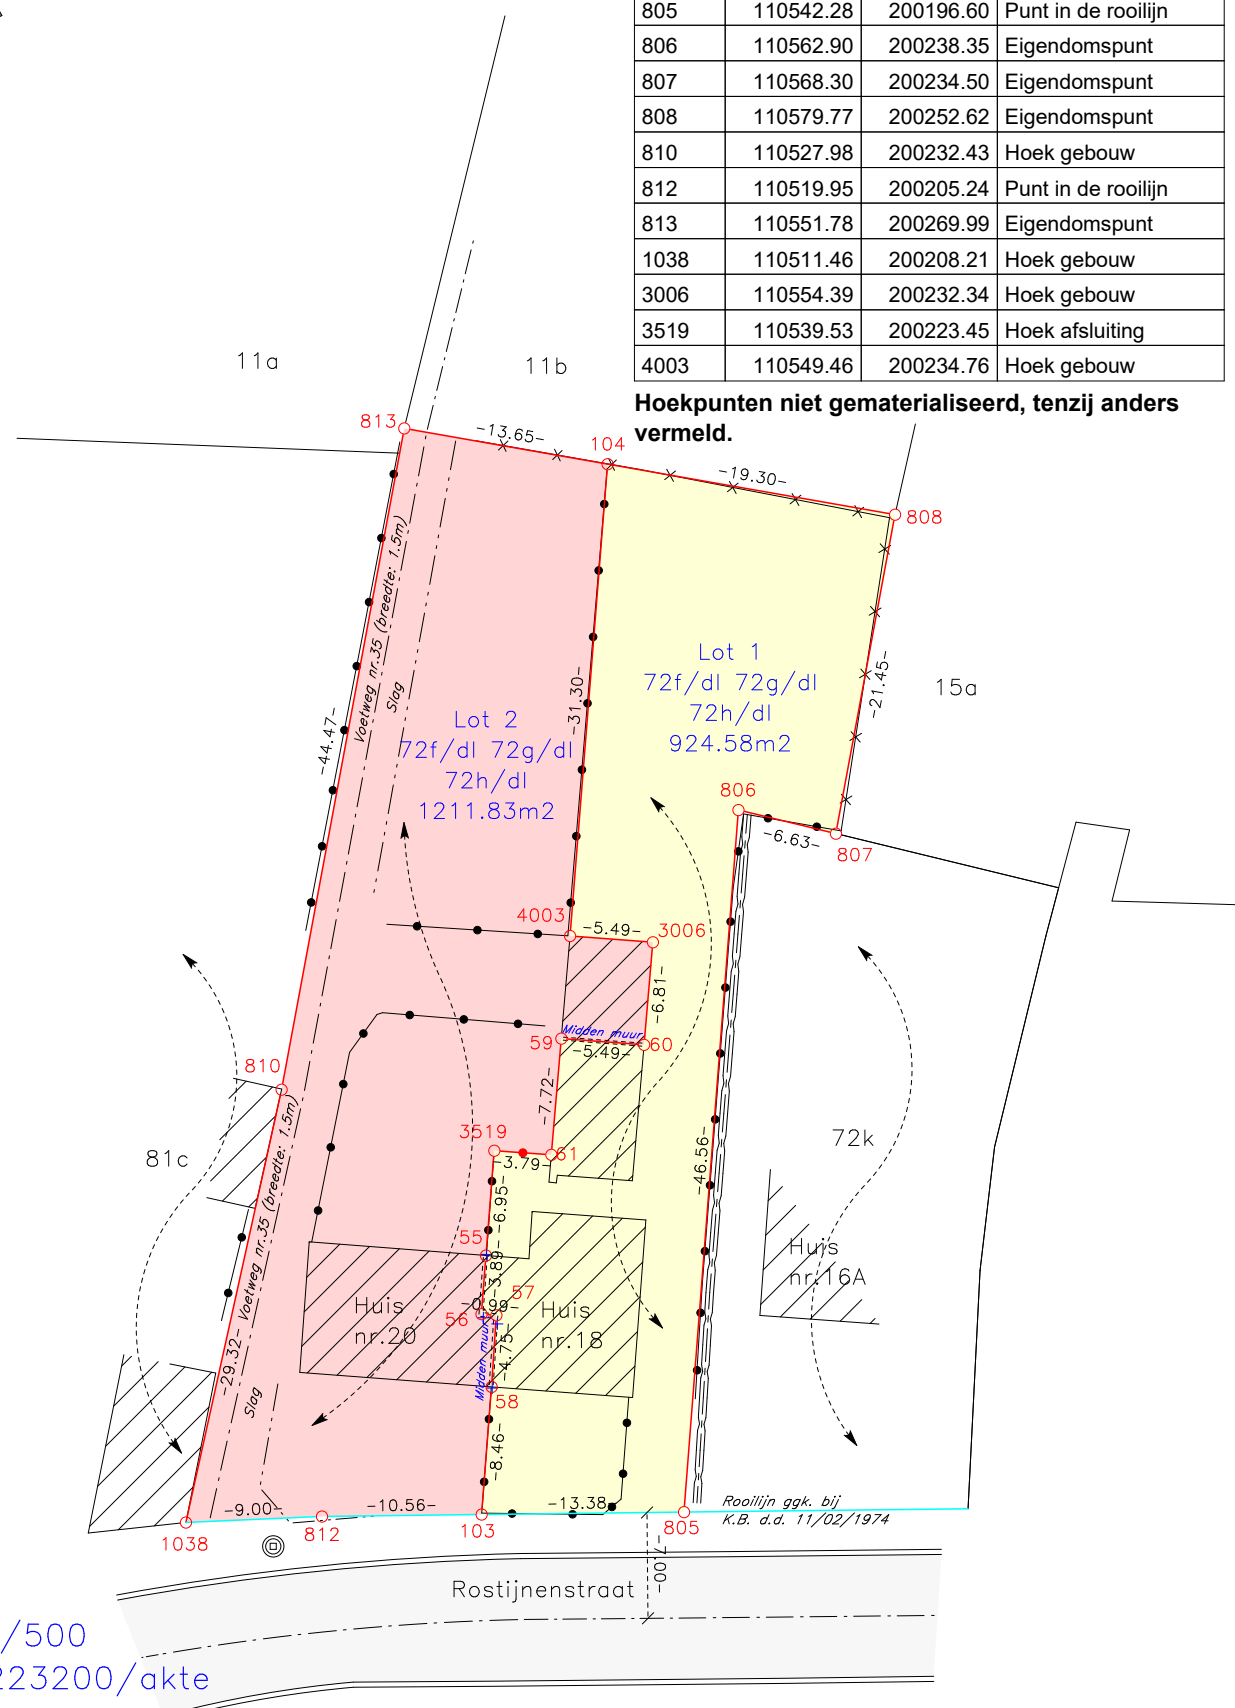 805 110542.28 200196.60 Punt in de rooilijn
806 110562.90 200238.35 Eigendomspunt
807 110568.30 200234.50 Eigendomspunt
808 110579.77 200252.62 Eigendomspunt
810 110527.98 200232.43 Hoek gebouw
812 110519.95 200205.24 Punt in de rooilijn
813 110551.78 200269.99 Eigendomspunt
1038 110511.46 200208.21 Hoek gebouw
3006 110554.39 200232.34 Hoek gebouw
3519 110539.53 200223.45 Hoek afsluiting
4003 110549.46 200234.76 Hoek gebouw
Hoekpunten niet gematerialiseerd, tenzij anders
vermeld.
11a
11b
813
-13.65-
104
-19.30-
808
Voetweg nr.35 (breedte: 1.5m)
Slag
-44.47-
-31.30-
-21.45-
15a
Lot 1
72f/dl 72g/dl
72h/dl
924.58m2
Lot 2
72f/dl 72g/dl
72h/dl
1211.83m2
806
-6.63-
807
4003
-5.49-
3006
-6.81-
Midden muur
59
-5.49-
60
810
-7.72-
3519
-3.79-
61
81c
72k
-46.56-
-6.95-
55
-3.89-
57
-0.99-
56
Huis
nr.20
Huis
nr.18
Huis
nr.16A
Midden muur
-4.75-
58
Voetweg nr.35 (breedte: 1.5m)
-29.32-
Slag
-8.46-
-9.00-
-10.56-
-13.38
1038
812
103
805
Rooilijn ggk. bij
K.B. d.d. 11/02/1974
-7.00-
Rostijnenstraat
/500
223200/akte